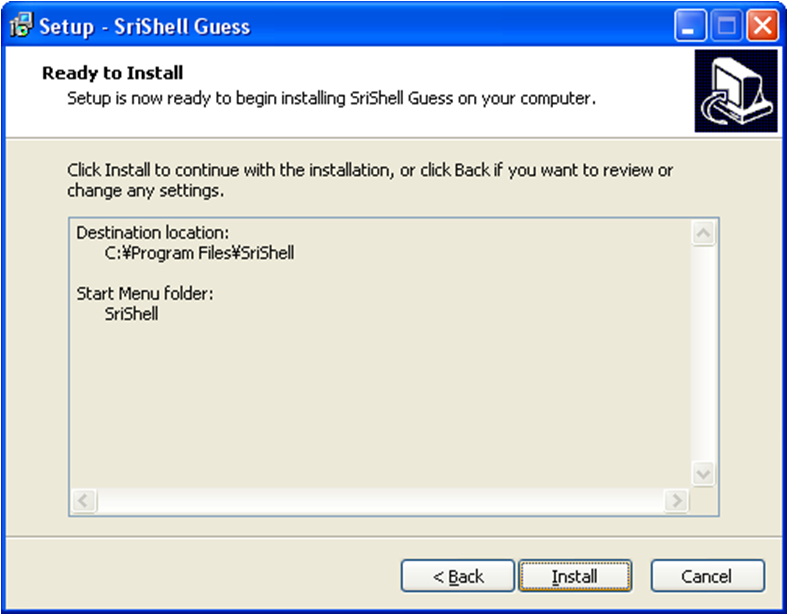 Setup - SriShell Guess
Ready to Install
Setup is now ready to begin installing SriShell Guess on your computer.
Click Install to continue with the installation, or click Back if you want to review or
change any settings.
Destination location:
C:¥Program Files¥SriShell
Start Menu folder:
SriShell
< Back
Install
Cancel